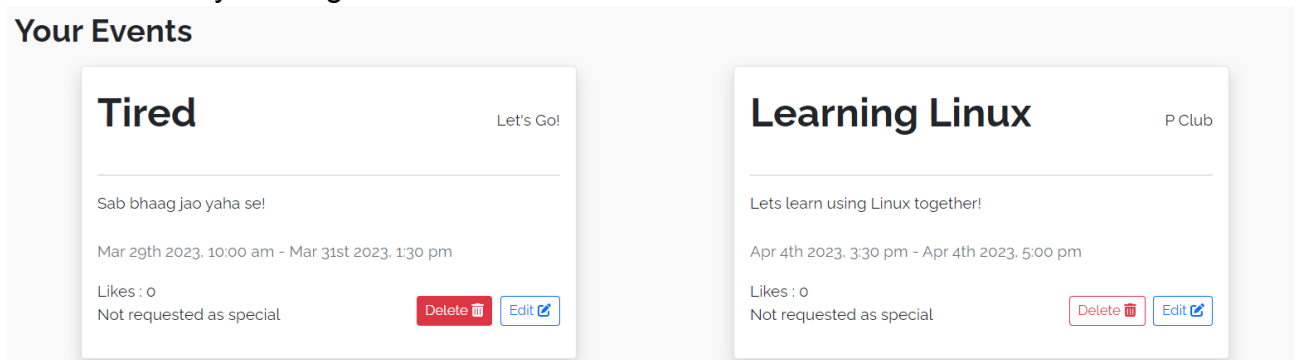 Your Events
Tired
Let's Go!
Sab bhaag jao yaha se!
Mar 29th 2023, 10:00 am - Mar 31st 2023, 1:30 pm
Likes : 0
Not requested as special
Delete
Edit
Learning Linux
P Club
Lets learn using Linux together!
Apr 4th 2023, 3:30 pm - Apr 4th 2023, 5:00 pm
Likes : 0
Not requested as special
Delete
Edit